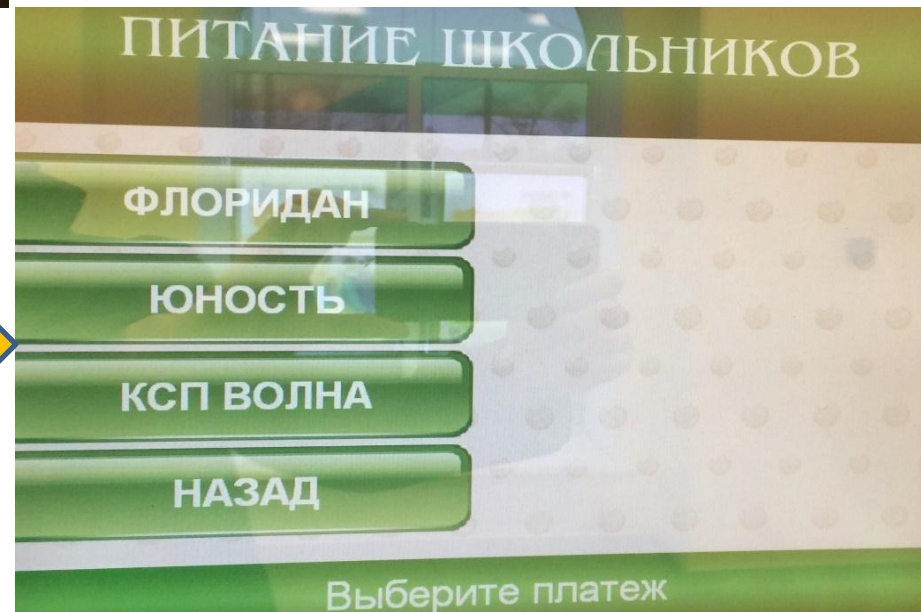 ПИТАНИЕ ШКОЛЬНИКОВ
ФЛОРИДАН
ЮНОСТЬ
КСП ВОЛНА
НАЗАД
Выберите платеж